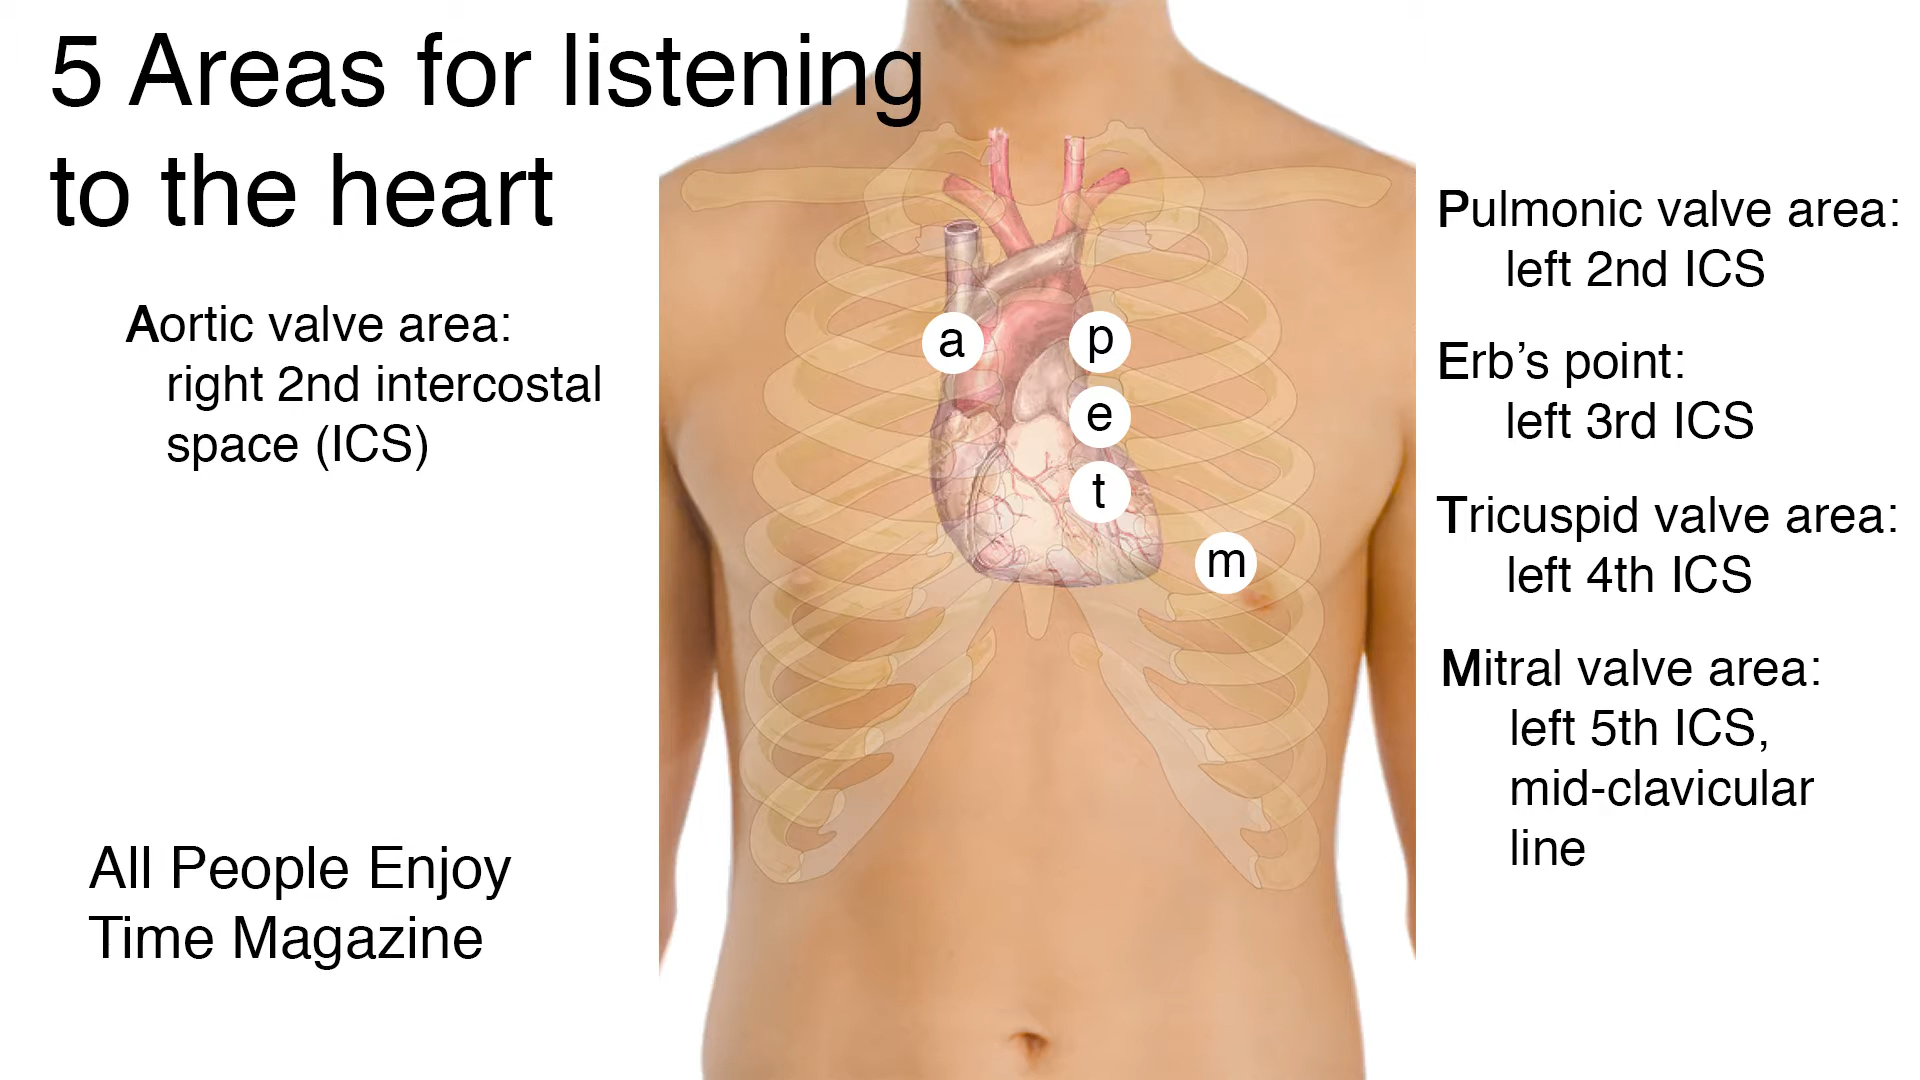 5 Areas for listening
to the heart
Aortic valve area:
right 2nd intercostal
space (ICS)
All People Enjoy
Time Magazine
a
p
e
t
m
Pulmonic valve area:
left 2nd ICS
Erb’s point:
left 3rd ICS
Tricuspid valve area:
left 4th ICS
Mitral valve area:
left 5th ICS,
mid-clavicular
line